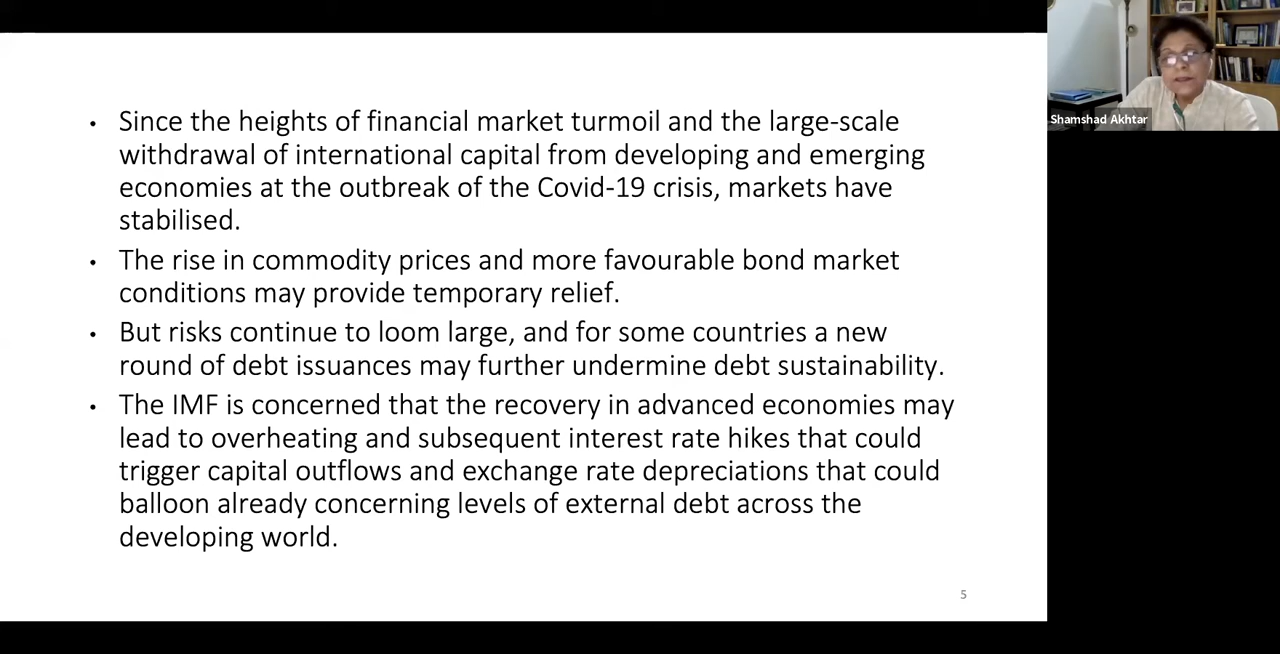 • Since the heights of financial market turmoil and the large-scale
withdrawal of international capital from developing and emerging
economies at the outbreak of the Covid-19 crisis, markets have
stabilised.
• The rise in commodity prices and more favourable bond market
conditions may provide temporary relief.
• But risks continue to loom large, and for some countries a new
round of debt issuances may further undermine debt sustainability.
• The IMF is concerned that the recovery in advanced economies may
lead to overheating and subsequent interest rate hikes that could
trigger capital outflows and exchange rate depreciations that could
balloon already concerning levels of external debt across the
developing world.
5
Shamshad Akhtar